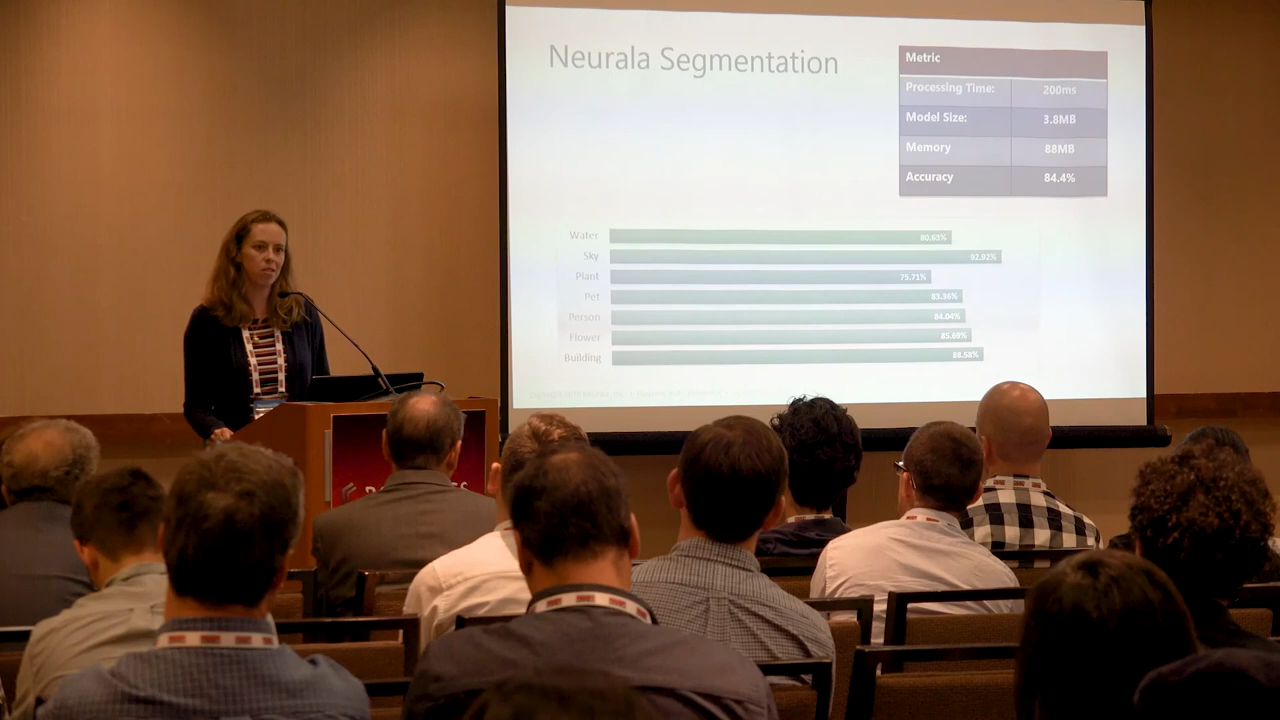 Neurala Segmentation
Metric
Processing Time: 200ms
Model Size: 3.8MB
Memory 88MB
Accuracy 84.4%
Water 80.63%
Sky 92.92%
Plant 75.71%
Pet 83.36%
Person 84.04%
Flower 85.69%
Building 88.58%